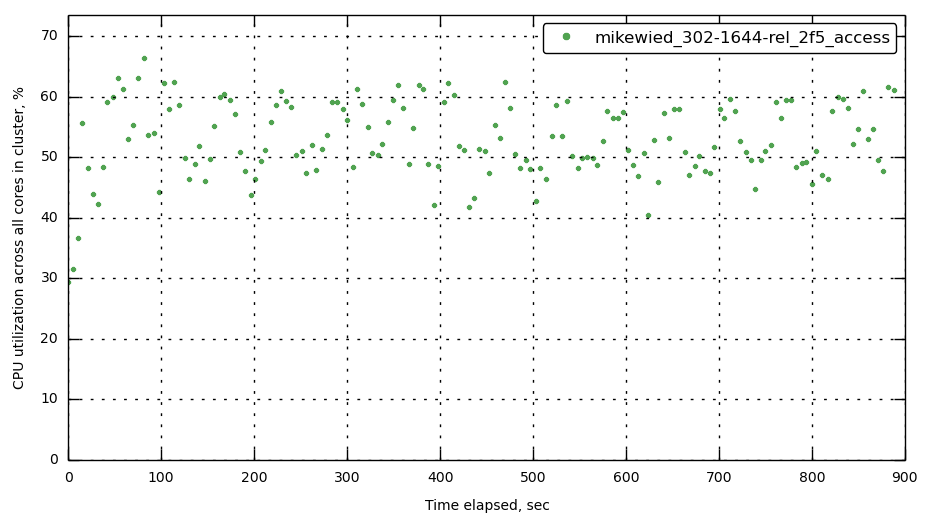 mikewied_302-1644-rel_2f5_access
CPU utilization across all cores in cluster, %
70
60
50
40
30
20
10
0
0 100 200 300 400 500 600 700 800 900
Time elapsed, sec